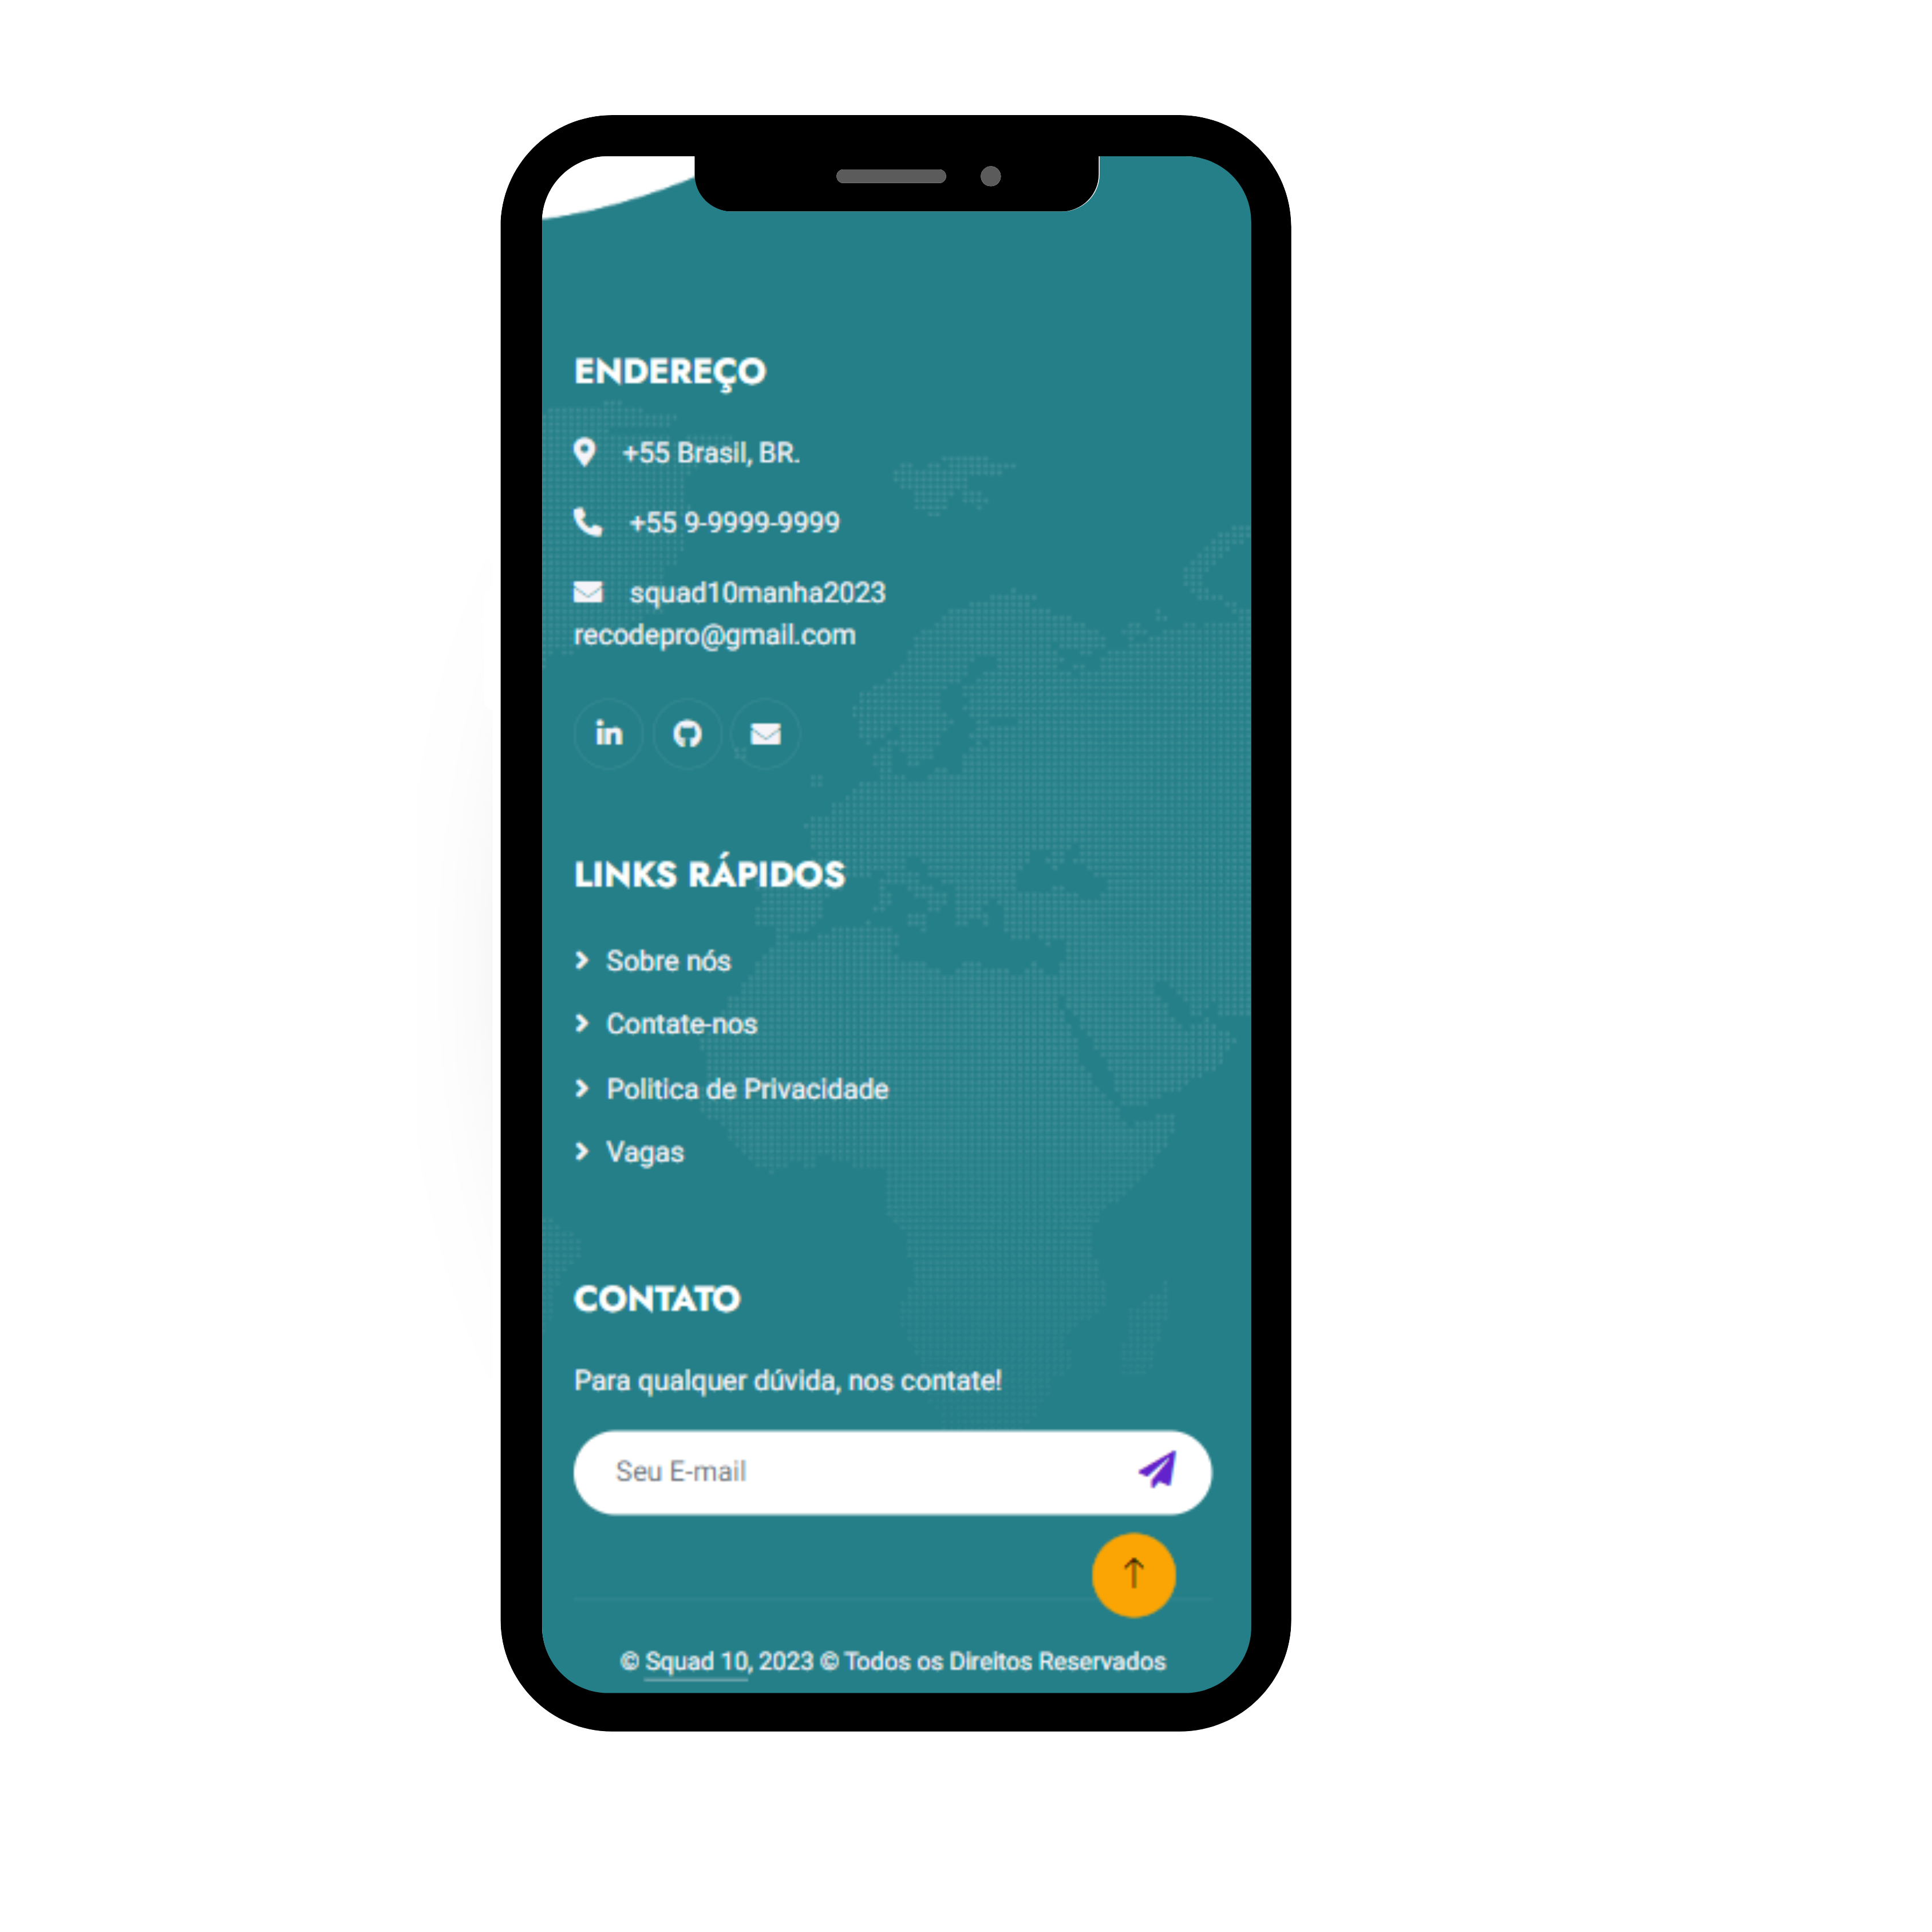 ENDEREÇO
+55 Brasil, BR.
+55 9-9999-9999
squad10manha2023
recodepro@gmail.com
in
LINKS RÁPIDOS
Sobre nós
Contate-nos
Politica de Privacidade
Vagas
CONTATO
Para qualquer dúvida, nos contate!
Seu E-mail
© Squad 10, 2023 © Todos os Direitos Reservados